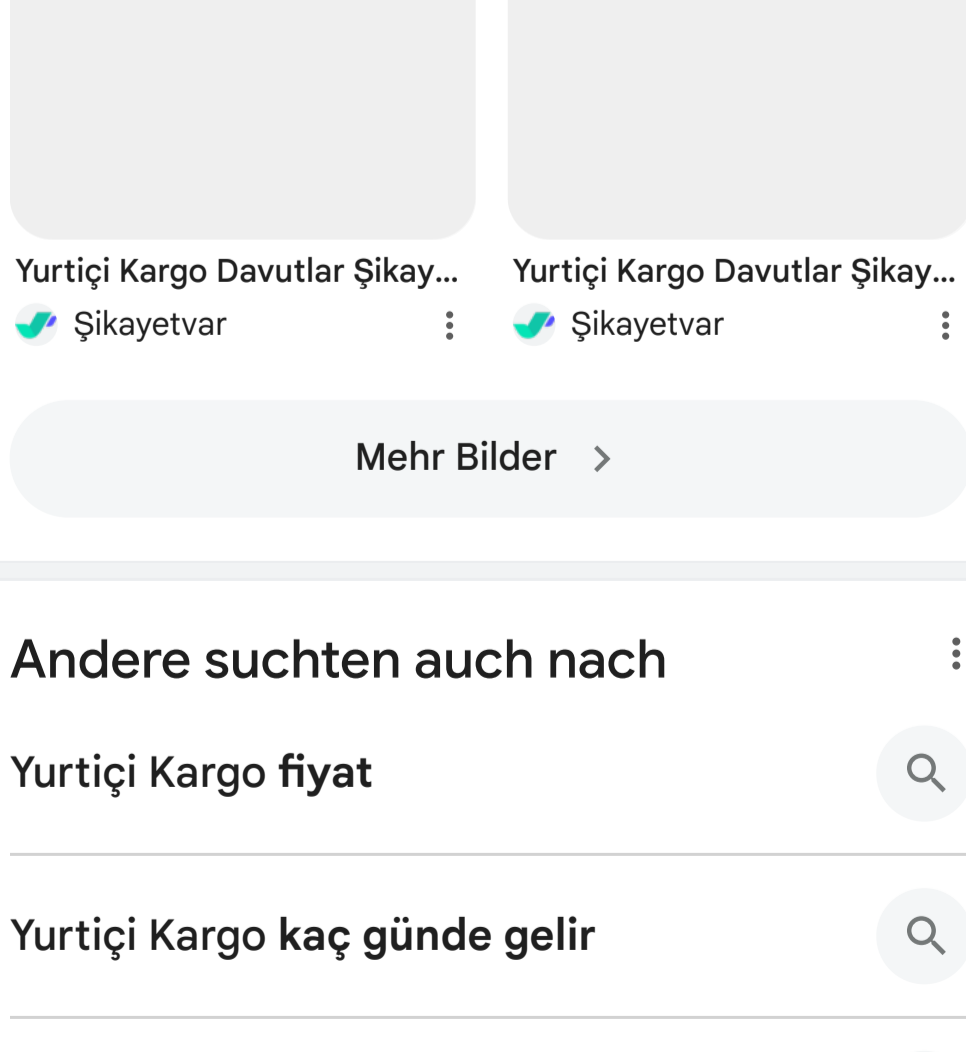 Yurtiçi Kargo Davutlar Şikay... Yurtiçi Kargo Davutlar Şikay...
Şikayetvar Şikayetvar
Mehr Bilder
Andere suchten auch nach
Yurtiçi Kargo fiyat
Yurtiçi Kargo kaç günde gelir